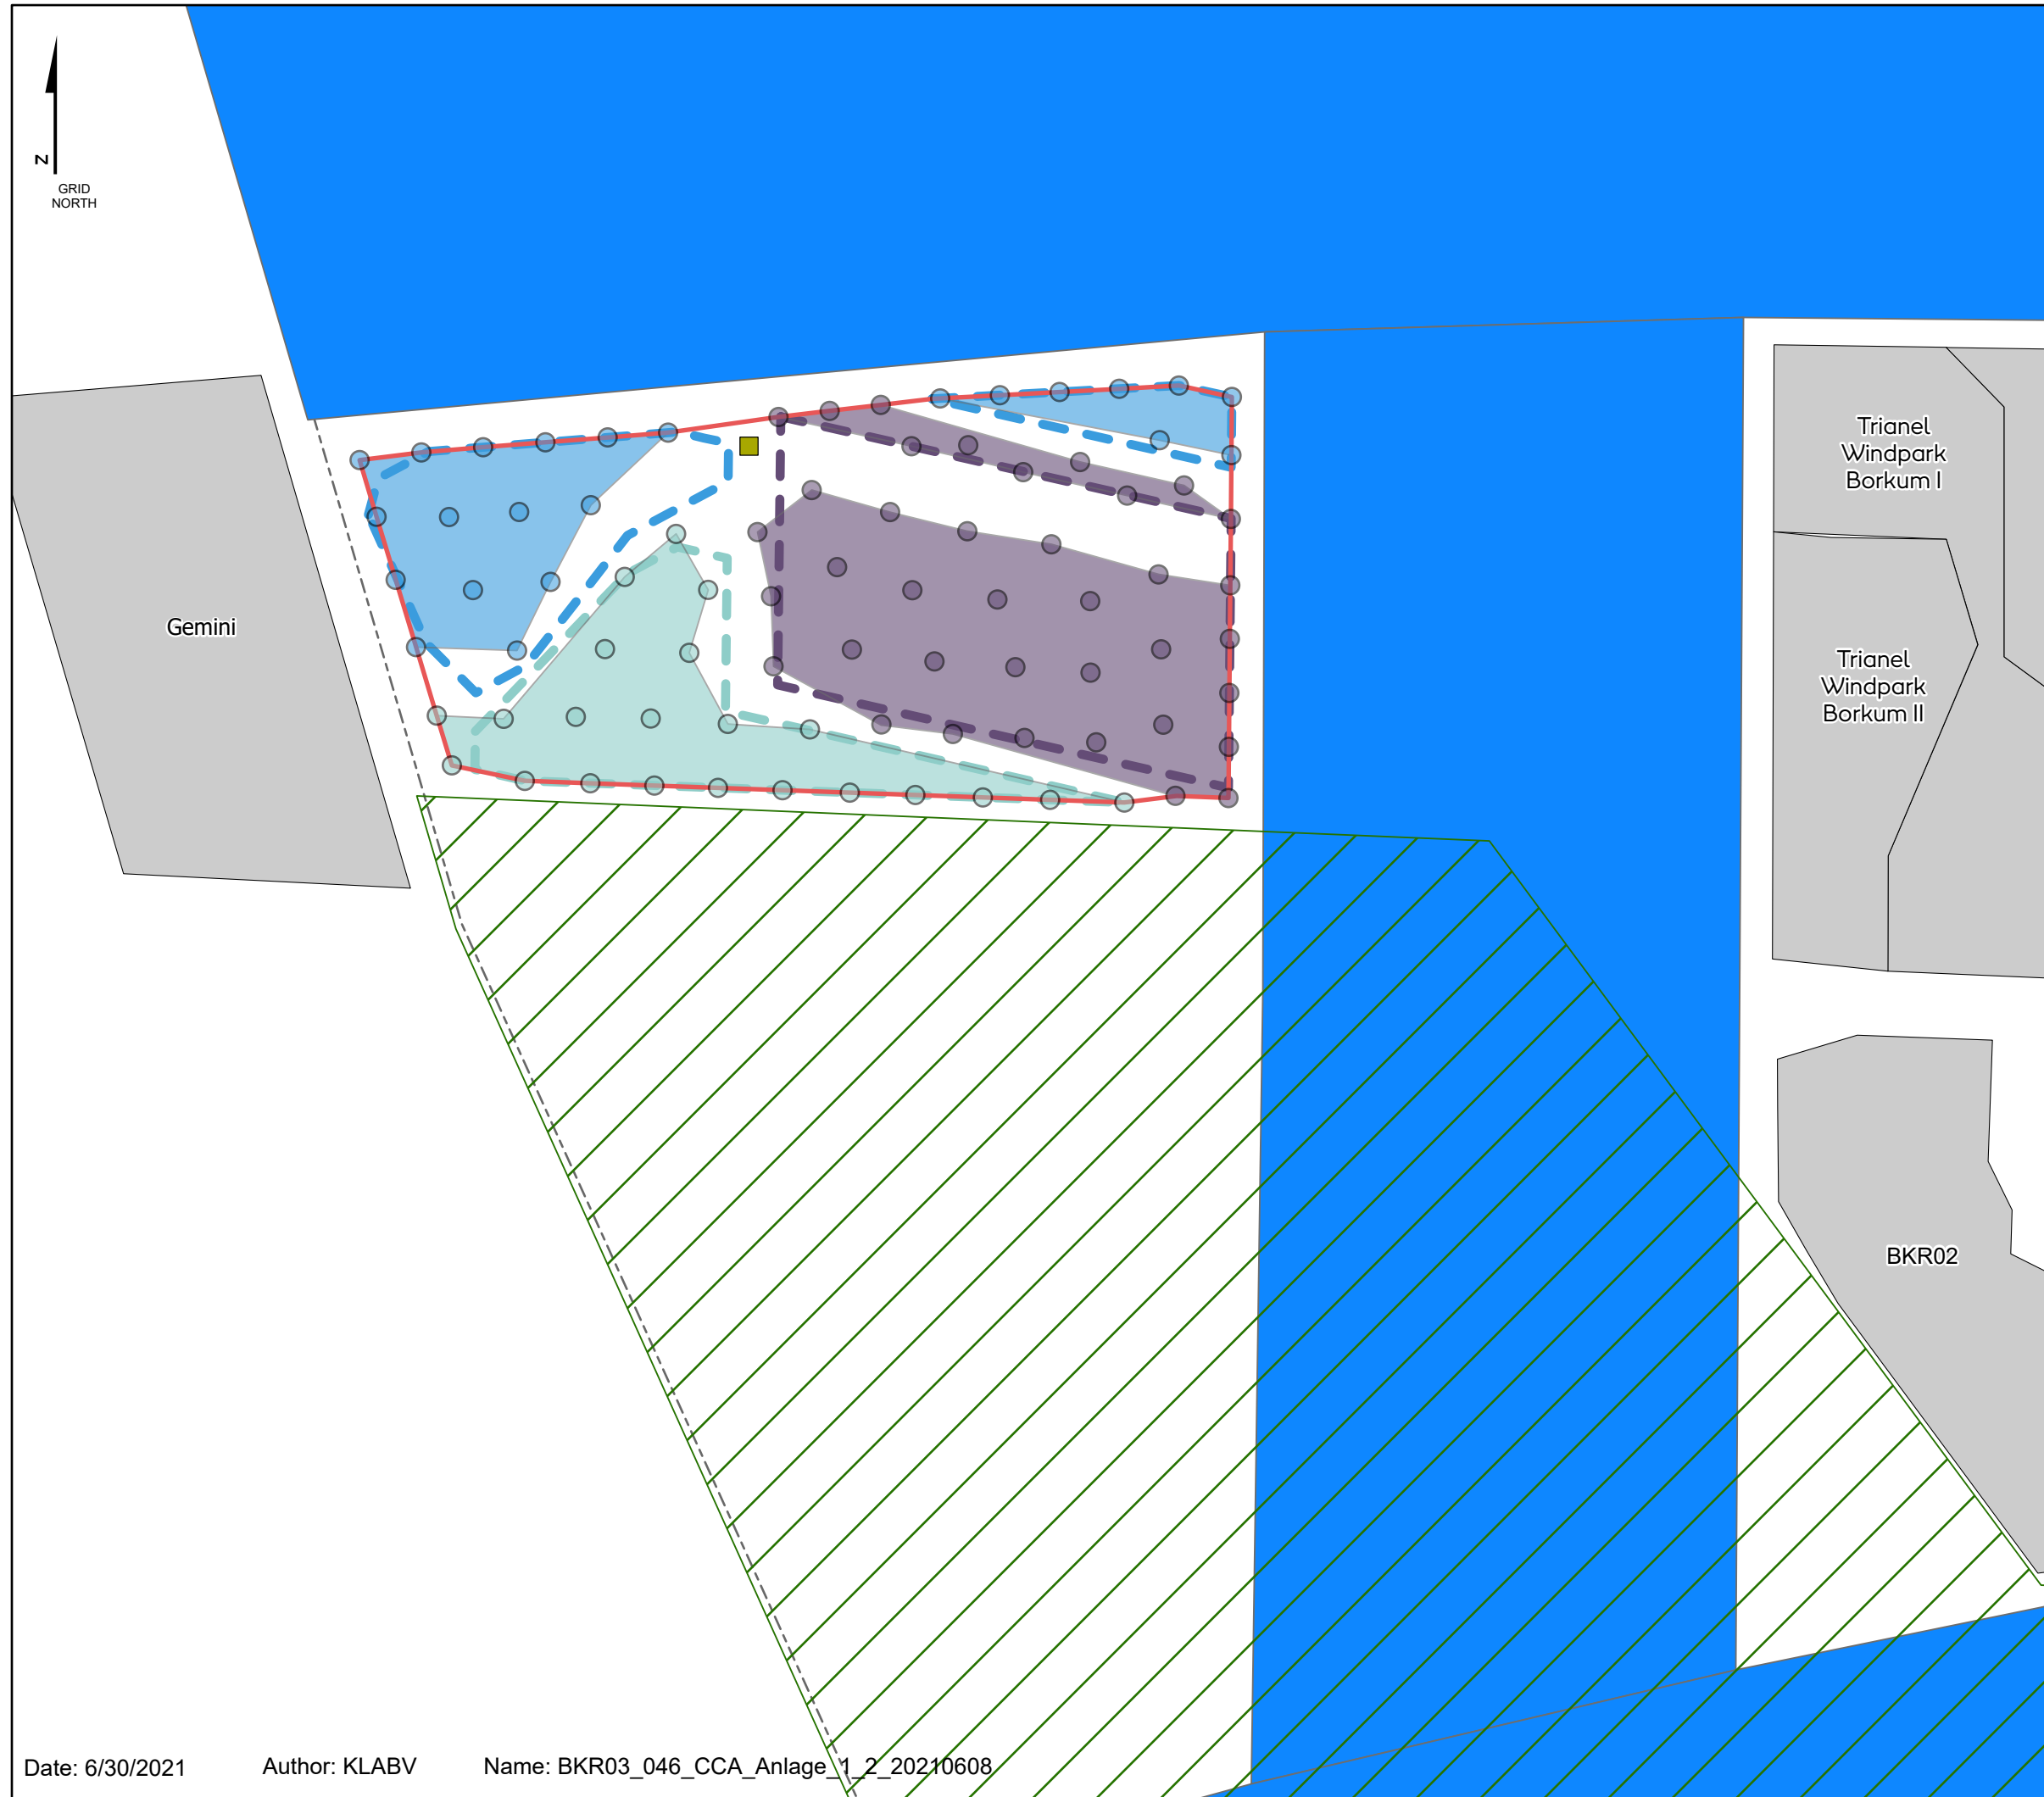 N
GRID
NORTH
Trianel
Windpark
Borkum I
Gemini
Trianel
Windpark
Borkum II
BKR02
Date: 6/30/2021 Author: KLABV Name: BKR03_046_CCA_Anlage_1_2_20210608